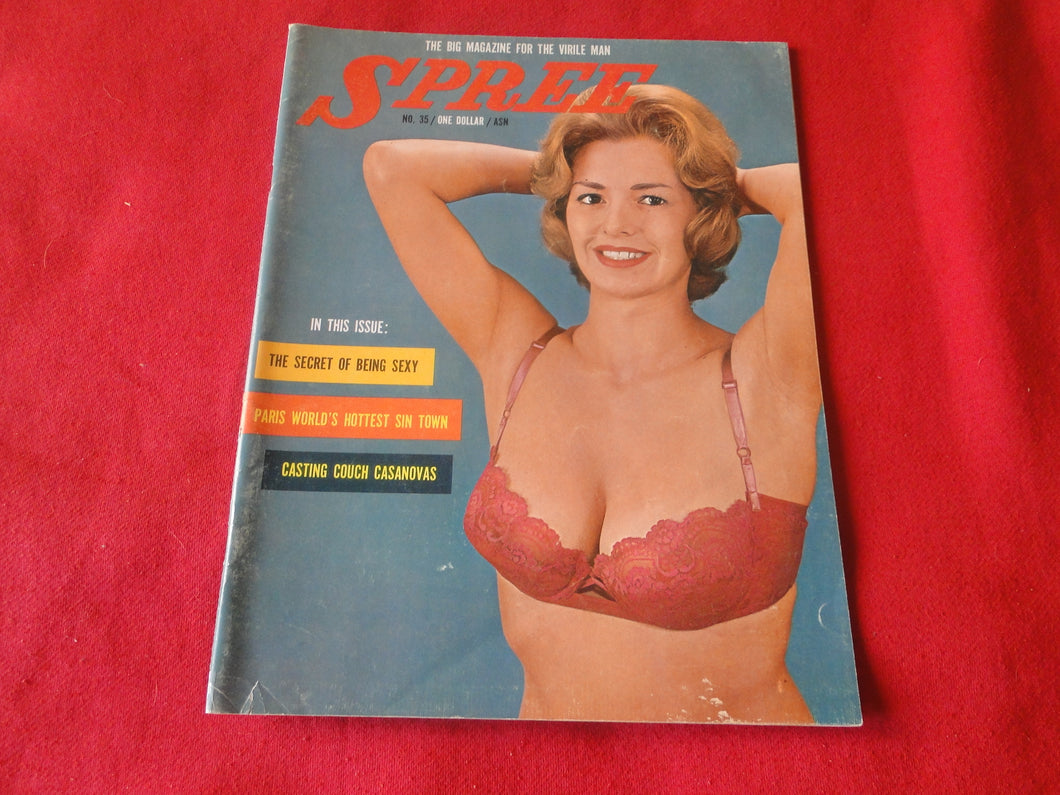 THE BIG MAGAZINE FOR THE VIRILE MAN
SPREE
NO. 35 / ONE DOLLAR / ASN
IN THIS ISSUE:
THE SECRET OF BEING SEXY
PARIS WORLD'S HOTTEST SIN TOWN
CASTING COUCH CASANOVAS